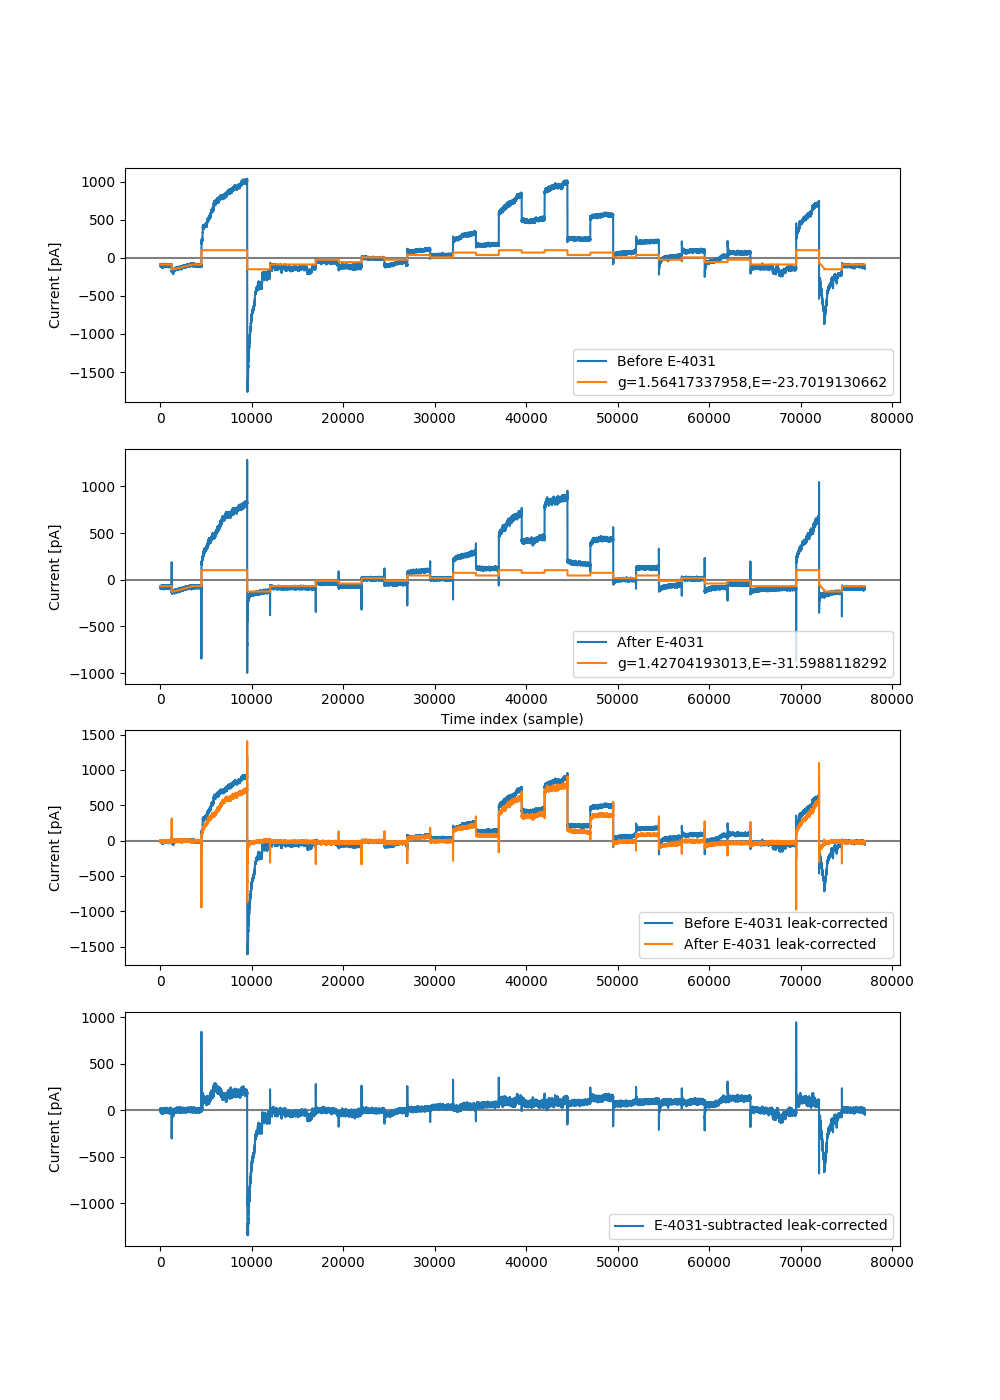 1000
500
0
−500
−1000
−1500
Current [pA]
Before E-4031
g=1.56417337958,E=-23.7019130662
0 10000 20000 30000 40000 50000 60000 70000 80000
1000
500
0
−500
−1000
Current [pA]
After E-4031
g=1.42704193013,E=-31.5988118292
0 10000 20000 30000 40000 50000 60000 70000 80000
Time index (sample)
1500
1000
500
0
−500
−1000
−1500
Current [pA]
Before E-4031 leak-corrected
After E-4031 leak-corrected
0 10000 20000 30000 40000 50000 60000 70000 80000
1000
500
0
−500
−1000
Current [pA]
E-4031-subtracted leak-corrected
0 10000 20000 30000 40000 50000 60000 70000 80000